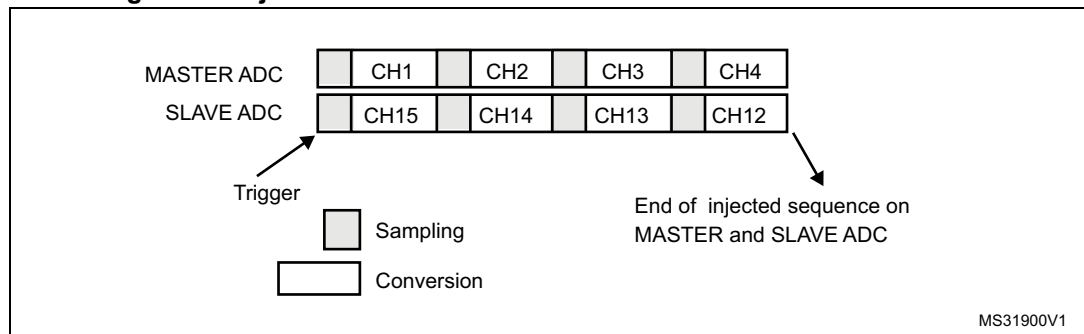 MASTER ADC CH1 CH2 CH3 CH4
SLAVE ADC CH15 CH14 CH13 CH12
Trigger
End of injected sequence on
MASTER and SLAVE ADC
Sampling
Conversion
MS31900V1